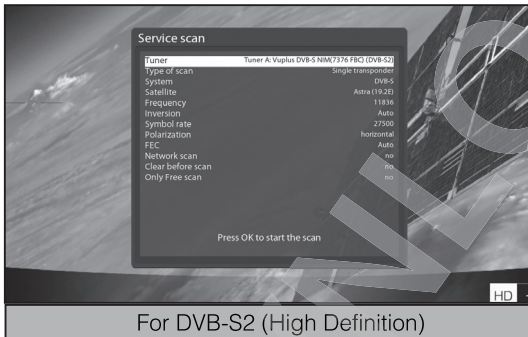 Service scan
Tuner Tuner A: Vuplus DVB-S NIM(7376 FBC) (DVB-S2)
Type of scan Single transponder
System DVB-S
Satellite Astra (19.2E)
Frequency 11836
Inversion Auto
Symbol rate 27500
Polarization horizontal
FEC Auto
Network scan no
Clear before scan no
Only Free scan no
Press OK to start the scan
HD
For DVB-S2 (High Definition)